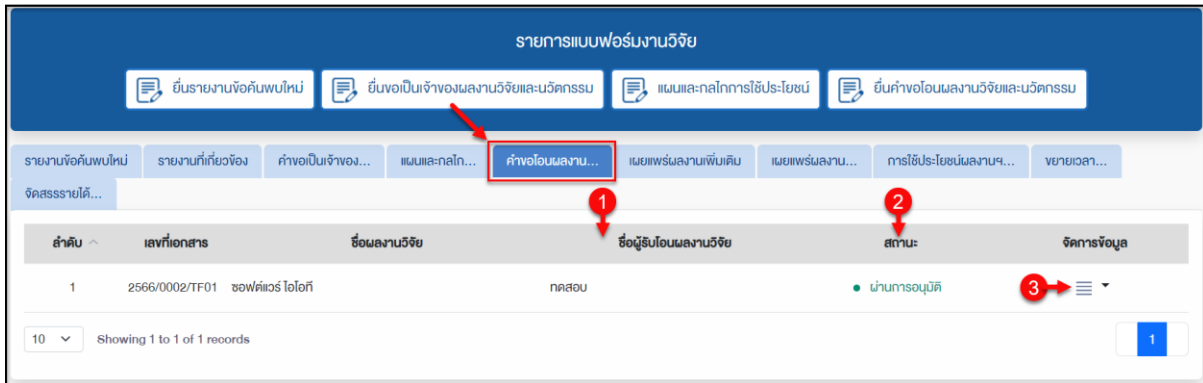 รายการแบบฟอร์มงานวิจัย
ยื่นรายงานข้อค้นพบใหม่ ยื่นขอเป็นเจ้าของผลงานวิจัยและนวัตกรรม แผนและกลไกการใช้ประโยชน์ ยื่นคำขอโอนผลงานวิจัยและนวัตกรรม
รายงานข้อค้นพบใหม่ รายงานที่เกี่ยวข้อง คำขอเป็นเจ้าของ... แผนและกลไก... คำขอโอนผลงาน... เผยแพร่ผลงานเพิ่มเติม เผยแพร่ผลงาน... การใช้ประโยชน์ผลงานฯ... ขยายเวลา...
จัดสรรรายได้...
1 2
ลำดับ เลขที่เอกสาร ชื่อผลงานวิจัย ชื่อผู้รับโอนผลงานวิจัย สถานะ จัดการข้อมูล
1 2566/0002/TF01 ซอฟต์แวร์ ไอโอที ทดสอบ ผ่านการอนุมัติ 3
10 Showing 1 to 1 of 1 records 1